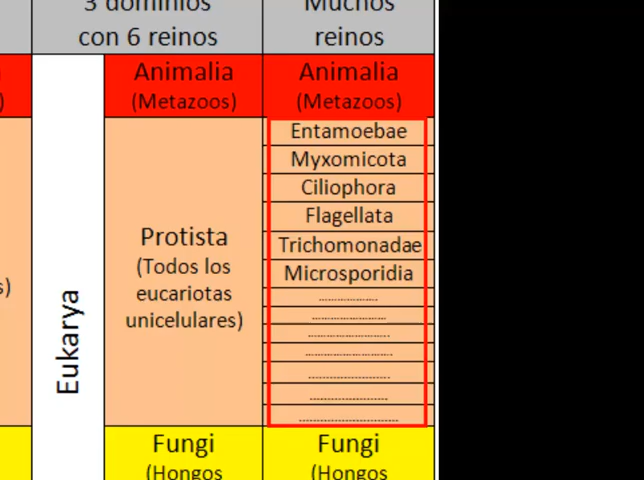 3 dominios
con 6 reinos
Muchos
reinos
)
Animalia
(Metazoos)
Animalia
(Metazoos)
s)
Eukarya
Protista
(Todos los
eucariotas
unicelulares)
Entamoebae
Myxomicota
Ciliophora
Flagellata
Trichomonadae
Microsporidia
Fungi
(Hongos
Fungi
(Hongos